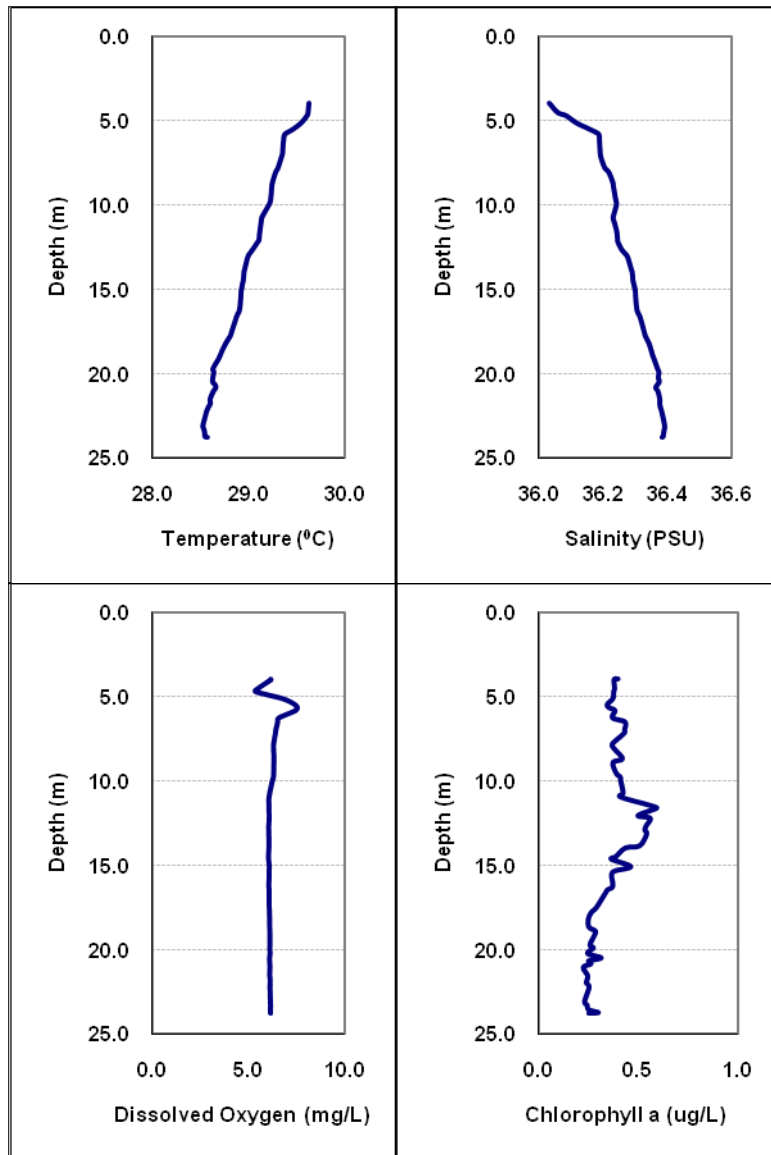 0.0
5.0
10.0
15.0
20.0
25.0
Depth (m)
28.0 29.0 30.0
Temperature (⁰C)
0.0
5.0
10.0
15.0
20.0
25.0
Depth (m)
36.0 36.2 36.4 36.6
Salinity (PSU)
0.0
5.0
10.0
15.0
20.0
25.0
Depth (m)
0.0 5.0 10.0
Dissolved Oxygen (mg/L)
0.0
5.0
10.0
15.0
20.0
25.0
Depth (m)
0.0 0.5 1.0
Chlorophyll a (ug/L)